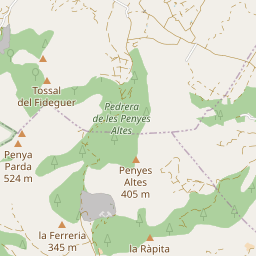 Tossal
del Fideguer
Pedrera
de les Penyes
Altes
Penya
Parda
524 m
Penyes
Altes
405 m
la Ferreria
345 m
la Ràpita